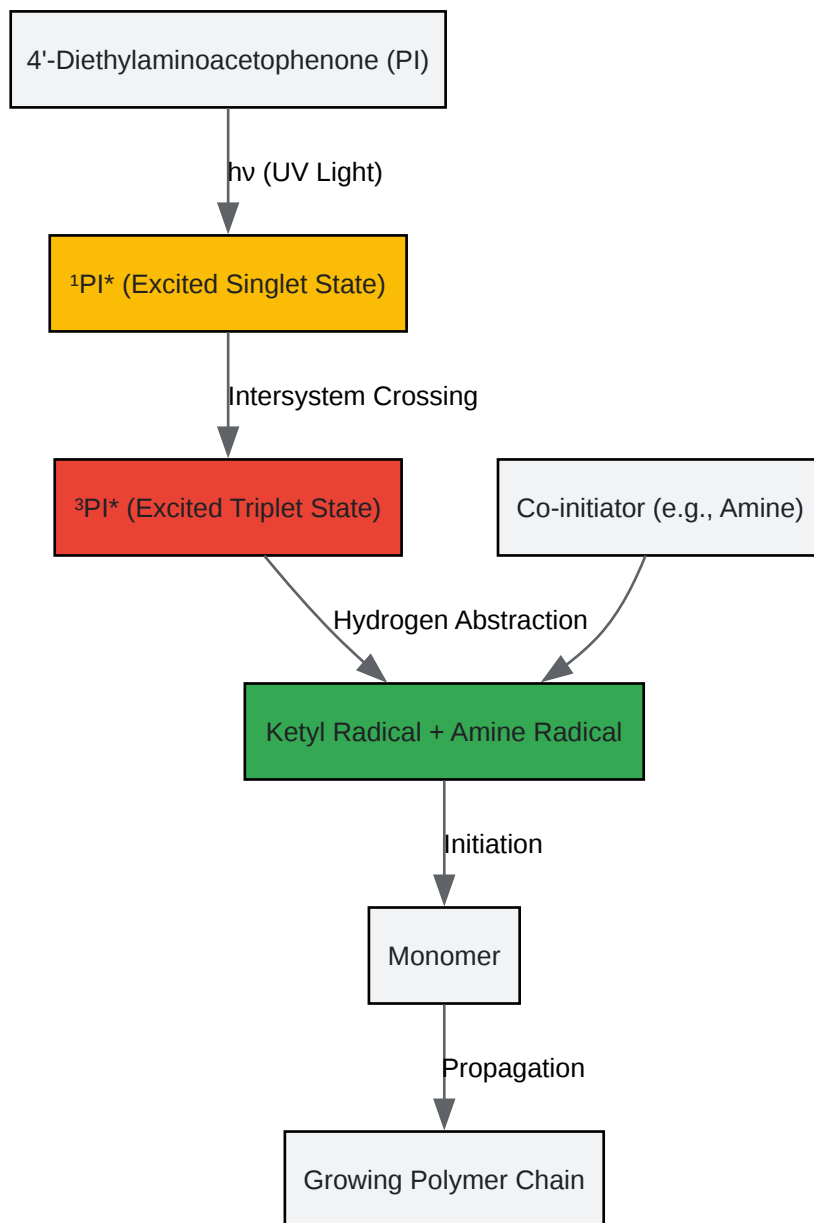 4'-Diethylaminoacetophenone (PI)
hν (UV Light)
¹PI* (Excited Singlet State)
Intersystem Crossing
³PI* (Excited Triplet State)
Co-initiator (e.g., Amine)
Hydrogen Abstraction
Ketyl Radical + Amine Radical
Initiation
Monomer
Propagation
Growing Polymer Chain